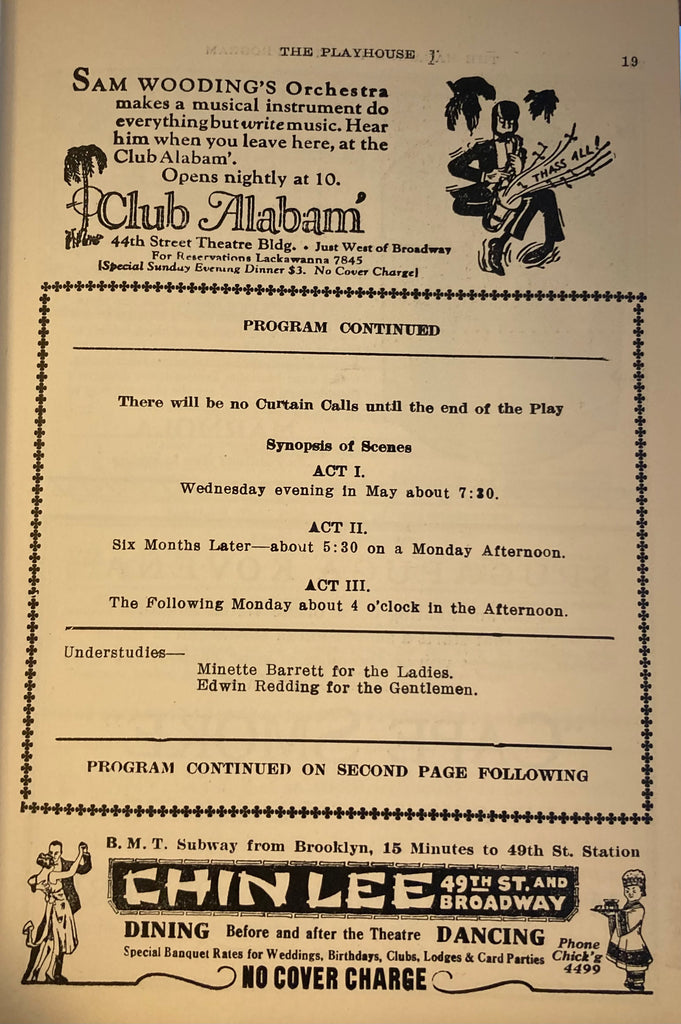 THE PLAYHOUSE
19
SAM WOODING'S Orchestra
makes a musical instrument do
everything but write music. Hear
him when you leave here, at the
Club Alabam'.
Opens nightly at 10.
THASS ALL!
Club Alabam'
44th Street Theatre Bldg. • Just West of Broadway
For Reservations Lackawanna 7845
[Special Sunday Evening Dinner $3. No Cover Charge]
PROGRAM CONTINUED
There will be no Curtain Calls until the end of the Play
Synopsis of Scenes
ACT I.
Wednesday evening in May about 7:30.
ACT II.
Six Months Later—about 5:30 on a Monday Afternoon.
ACT III.
The Following Monday about 4 o'clock in the Afternoon.
Understudies—
Minette Barrett for the Ladies.
Edwin Redding for the Gentlemen.
PROGRAM CONTINUED ON SECOND PAGE FOLLOWING
B. M. T. Subway from Brooklyn, 15 Minutes to 49th St. Station
CHIN LEE 49TH ST. AND BROADWAY
DINING Before and after the Theatre DANCING
Special Banquet Rates for Weddings, Birthdays, Clubs, Lodges & Card Parties
Phone
Chick'g
4499
NO COVER CHARGE